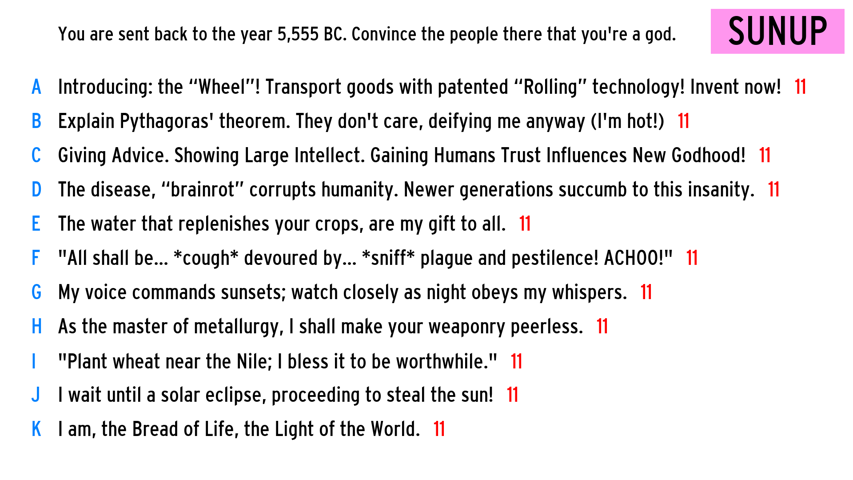 You are sent back to the year 5,555 BC. Convince the people there that you're a god.
SUNUP
A Introducing: the “Wheel”! Transport goods with patented “Rolling” technology! Invent now! 11
B Explain Pythagoras' theorem. They don't care, deifying me anyway (I'm hot!) 11
C Giving Advice. Showing Large Intellect. Gaining Humans Trust Influences New Godhood! 11
D The disease, “brainrot” corrupts humanity. Newer generations succumb to this insanity. 11
E The water that replenishes your crops, are my gift to all. 11
F "All shall be... *cough* devoured by... *sniff* plague and pestilence! ACHOO!" 11
G My voice commands sunsets; watch closely as night obeys my whispers. 11
H As the master of metallurgy, I shall make your weaponry peerless. 11
I "Plant wheat near the Nile; I bless it to be worthwhile." 11
J I wait until a solar eclipse, proceeding to steal the sun! 11
K I am, the Bread of Life, the Light of the World. 11